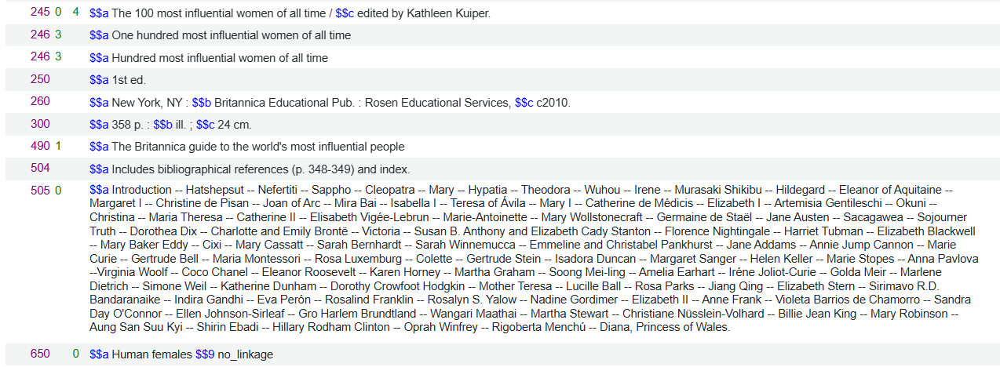 245 0 4 $$a The 100 most influential women of all time / $$c edited by Kathleen Kuiper.
246 3 $$a One hundred most influential women of all time
246 3 $$a Hundred most influential women of all time
250 $$a 1st ed.
260 $$a New York, NY : $$b Britannica Educational Pub. : Rosen Educational Services, $$c c2010.
300 $$a 358 p. : $$b ill. ; $$c 24 cm.
490 1 $$a The Britannica guide to the world's most influential people
504 $$a Includes bibliographical references (p. 348-349) and index.
505 0 $$a Introduction -- Hatshepsut -- Nefertiti -- Sappho -- Cleopatra -- Mary -- Hypatia -- Theodora -- Wuhou -- Irene -- Murasaki Shikibu -- Hildegard -- Eleanor of Aquitaine --
Margaret I -- Christine de Pisan -- Joan of Arc -- Mira Bai -- Isabella I -- Teresa of Ávila -- Mary I -- Catherine de Médicis -- Elizabeth I -- Artemisia Gentileschi -- Okuni --
Christina -- Maria Theresa -- Catherine II -- Elisabeth Vigée-Lebrun -- Marie-Antoinette -- Mary Wollstonecraft -- Germaine de Staël -- Jane Austen -- Sacagawea -- Sojourner
Truth -- Dorothea Dix -- Charlotte and Emily Brontë -- Victoria -- Susan B. Anthony and Elizabeth Cady Stanton -- Florence Nightingale -- Harriet Tubman -- Elizabeth Blackwell
-- Mary Baker Eddy -- Cixi -- Mary Cassatt -- Sarah Bernhardt -- Sarah Winnemucca -- Emmeline and Christabel Pankhurst -- Jane Addams -- Annie Jump Cannon -- Marie
Curie -- Gertrude Bell -- Maria Montessori -- Rosa Luxemburg -- Colette -- Gertrude Stein -- Isadora Duncan -- Margaret Sanger -- Helen Keller -- Marie Stopes -- Anna Pavlova
--Virginia Woolf -- Coco Chanel -- Eleanor Roosevelt -- Karen Horney -- Martha Graham -- Soong Mei-ling -- Amelia Earhart -- Iréne Joliot-Curie -- Golda Meir -- Marlene
Dietrich -- Simone Weil -- Katherine Dunham -- Dorothy Crowfoot Hodgkin -- Mother Teresa -- Lucille Ball -- Rosa Parks -- Jiang Qing -- Elizabeth Stern -- Sirimavo R.D.
Bandaranaike -- Indira Gandhi -- Eva Perón -- Rosalind Franklin -- Rosalyn S. Yalow -- Nadine Gordimer -- Elizabeth II -- Anne Frank -- Violeta Barrios de Chamorro -- Sandra
Day O'Connor -- Ellen Johnson-Sirleaf -- Gro Harlem Brundtland -- Wangari Maathai -- Martha Stewart -- Christiane Nüsslein-Volhard -- Billie Jean King -- Mary Robinson --
Aung San Suu Kyi -- Shirin Ebadi -- Hillary Rodham Clinton -- Oprah Winfrey -- Rigoberta Menchú -- Diana, Princess of Wales.
650 0 $$a Human females $$9 no_linkage